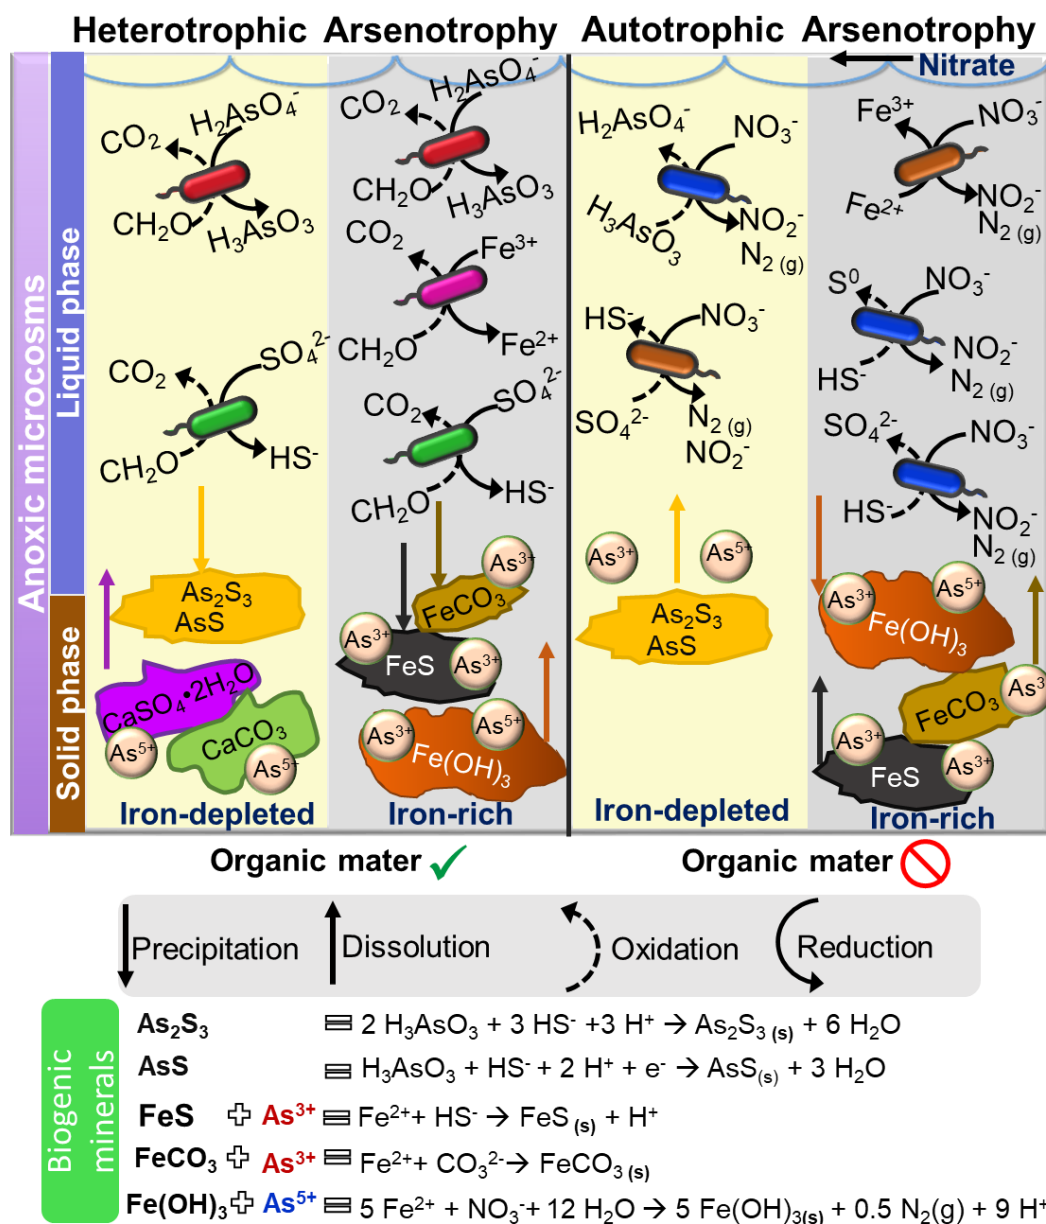 Heterotrophic Arsenotrophy
Autotrophic Arsenotrophy
Nitrate
Anoxic microcosms
Liquid phase
Solid phase
CO₂
H₂AsO₄⁻
CH₂O
H₃AsO₃
CO₂
SO₄²⁻
CH₂O
HS⁻
As₂S₃
AsS
CaSO₄•2H₂O
As⁵⁺
CaCO₃
As⁵⁺
Iron-depleted
CO₂
H₂AsO₄⁻
CH₂O
H₃AsO₃
CO₂
Fe³⁺
CH₂O
Fe²⁺
CO₂
SO₄²⁻
CH₂O
HS⁻
As³⁺
FeCO₃
As³⁺
FeS
As³⁺
As³⁺
As⁵⁺
Fe(OH)₃
Iron-rich
H₂AsO₄⁻
NO₃⁻
H₃AsO₃
NO₂⁻
N₂ (g)
HS⁻
NO₃⁻
SO₄²⁻
N₂ (g)
NO₂⁻
As³⁺
As⁵⁺
As₂S₃
AsS
Iron-depleted
Fe³⁺
NO₃⁻
Fe²⁺
NO₂⁻
N₂ (g)
S⁰
NO₃⁻
HS⁻
NO₂⁻
N₂ (g)
SO₄²⁻
NO₃⁻
HS⁻
NO₂⁻
N₂ (g)
As³⁺
As⁵⁺
Fe(OH)₃
As³
FeCO₃
As³⁺
As³⁺
FeS
Iron-rich
Organic mater
Organic mater
Precipitation
Dissolution
Oxidation
Reduction
Biogenic
minerals
As₂S₃ = 2 H₃AsO₃ + 3 HS⁻ +3 H⁺ → As₂S₃ (s) + 6 H₂O
AsS = H₃AsO₃ + HS⁻ + 2 H⁺ + e⁻ → AsS(s) + 3 H₂O
FeS + As³⁺ = Fe²⁺+ HS⁻ → FeS (s) + H⁺
FeCO₃ + As³⁺ = Fe²⁺+ CO₃²⁻→ FeCO₃ (s)
Fe(OH)₃ + As⁵⁺ = 5 Fe²⁺ + NO₃⁻+ 12 H₂O → 5 Fe(OH)₃(s) + 0.5 N₂(g) + 9 H⁺